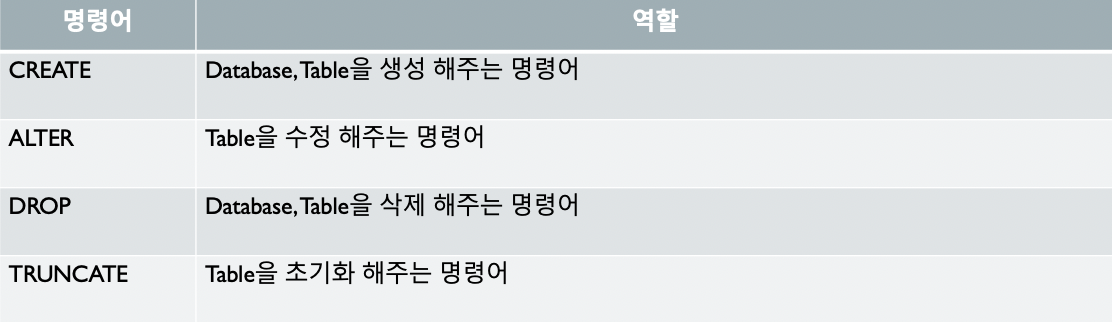 명령어 역할
CREATE Database,Table을 생성 해주는 명령어
ALTER Table을 수정 해주는 명령어
DROP Database,Table을 삭제 해주는 명령어
TRUNCATE Table을 초기화 해주는 명령어